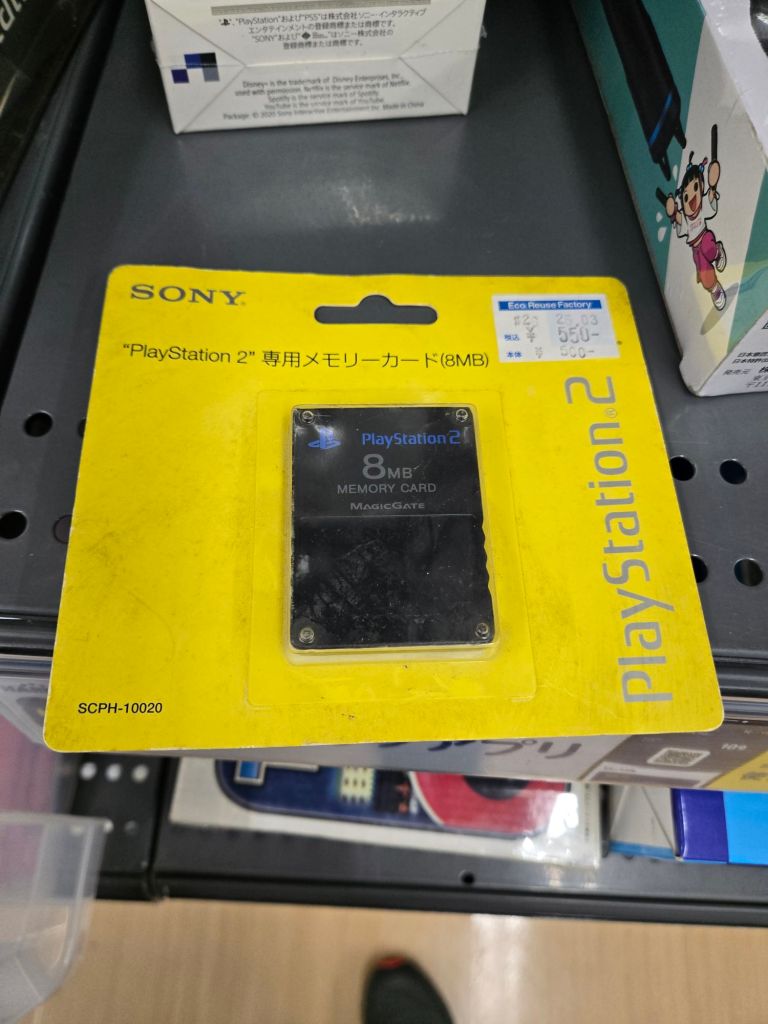 "PlayStation"および"PS5"は株式会社ソニー・インタラクティブ
エンタテインメントの登録商標または商標です。
"SONY"および
はソニー株式会社の
登録商標または商標です。
Disney+ is the trademark of Disney Enterprises, Inc.,
used with permission. Netflix is the service mark of Netflix.
Spotify is the service mark of Spotify.
YouTube is the service mark of YouTube.
Package: © 2020 Sony Interactive Entertainment Inc. Made in China
SONY
"PlayStation 2" 専用メモリーカード(8MB)
Eco Reuse Factory
税込 ¥ 550-
本体 ¥ 500-
PlayStation 2
8MB
MEMORY CARD
MAGICGATE
PlayStation®2
SCPH-10020
発売元